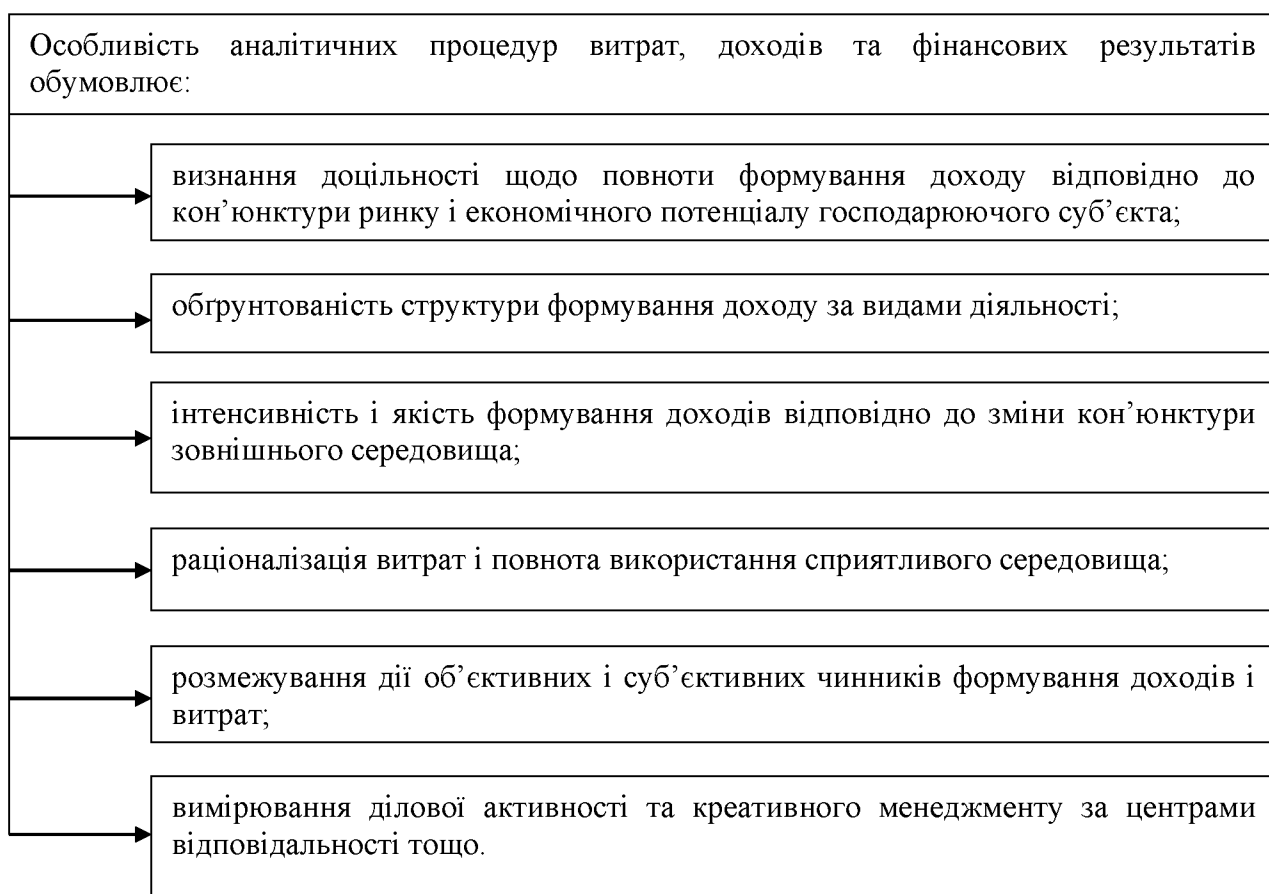 Особливість аналітичних процедур витрат, доходів та фінансових результатів
обумовлює:
визнання доцільності щодо повноти формування доходу відповідно до
кон’юнктури ринку і економічного потенціалу господарюючого суб’єкта;
обґрунтованість структури формування доходу за видами діяльності;
інтенсивність і якість формування доходів відповідно до зміни кон’юнктури
зовнішнього середовища;
раціоналізація витрат і повнота використання сприятливого середовища;
розмежування дії об’єктивних і суб’єктивних чинників формування доходів і
витрат;
вимірювання ділової активності та креативного менеджменту за центрами
відповідальності тощо.